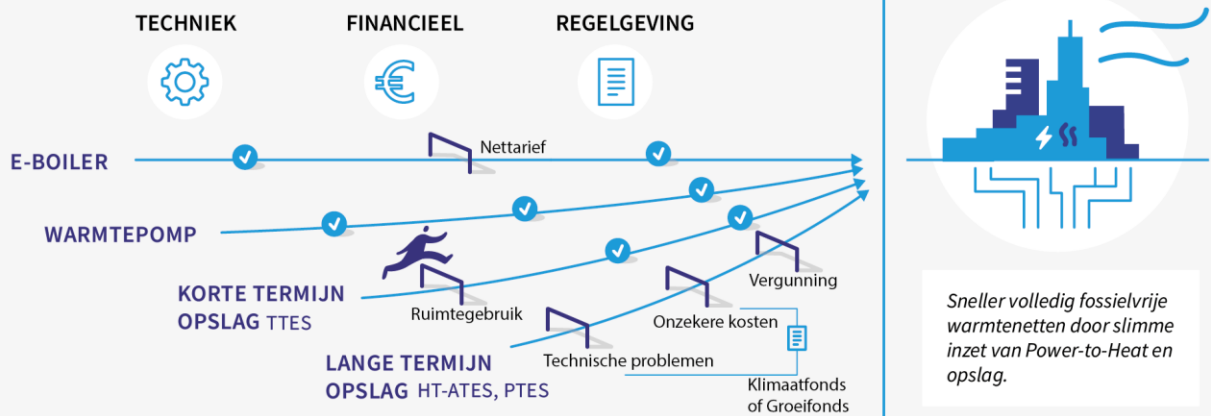 TECHNIEK
FINANCIEEL
REGELGEVING
E-BOILER
Nettarief
WARMTEPOMP
KORTE TERMIJN
OPSLAG TTES
Ruimtegebruik
LANGE TERMIJN
OPSLAG HT-ATES, PTES
Technische problemen
Onzekere kosten
Vergunning
Klimaatfonds
of Groeifonds
Sneller volledig fossielvrije
warmtenetten door slimme
inzet van Power-to-Heat en
opslag.